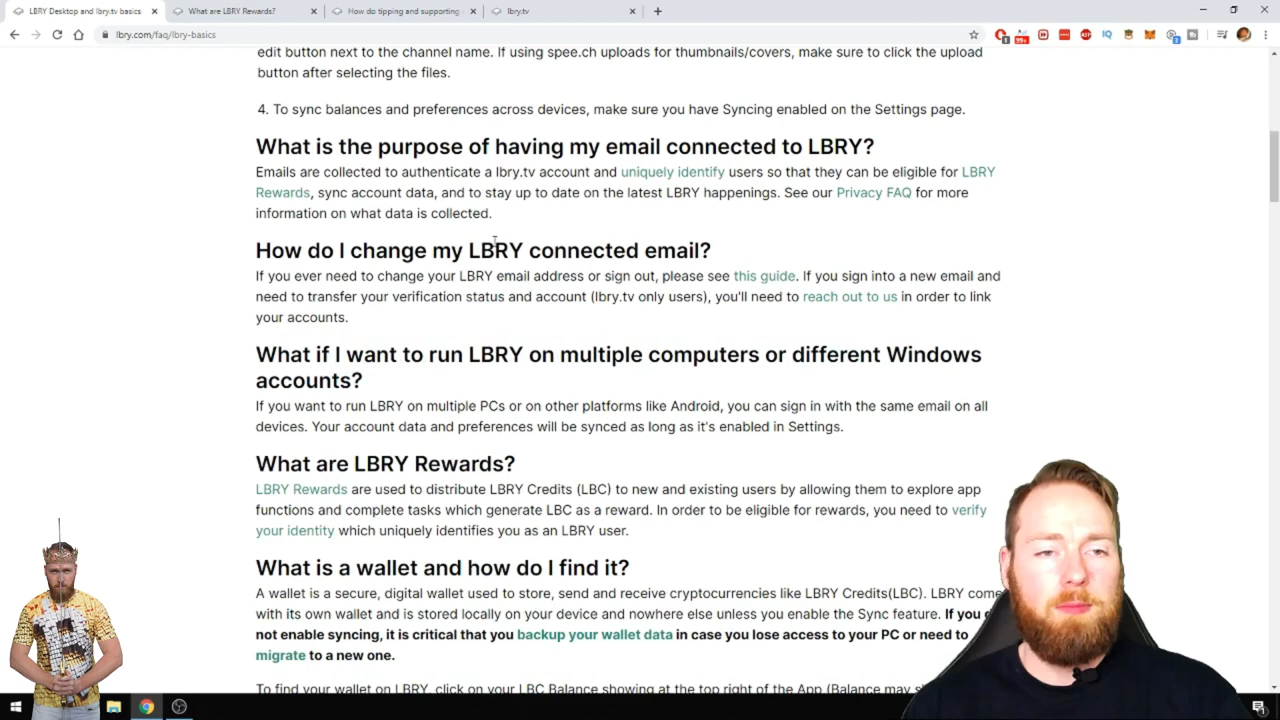 LBRY Desktop and lbry.tv basics
What are LBRY Rewards?
How do tipping and supporting
lbry.tv
lbry.com/faq/lbry-basics
edit button next to the channel name. If using spee.ch uploads for thumbnails/covers, make sure to click the upload
button after selecting the files.
4. To sync balances and preferences across devices, make sure you have Syncing enabled on the Settings page.
What is the purpose of having my email connected to LBRY?
Emails are collected to authenticate a lbry.tv account and uniquely identify users so that they can be eligible for LBRY
Rewards, sync account data, and to stay up to date on the latest LBRY happenings. See our Privacy FAQ for more
information on what data is collected.
How do I change my LBRY connected email?
If you ever need to change your LBRY email address or sign out, please see this guide. If you sign into a new email and
need to transfer your verification status and account (lbry.tv only users), you'll need to reach out to us in order to link
your accounts.
What if I want to run LBRY on multiple computers or different Windows
accounts?
If you want to run LBRY on multiple PCs or on other platforms like Android, you can sign in with the same email on all
devices. Your account data and preferences will be synced as long as it's enabled in Settings.
What are LBRY Rewards?
LBRY Rewards are used to distribute LBRY Credits (LBC) to new and existing users by allowing them to explore app
functions and complete tasks which generate LBC as a reward. In order to be eligible for rewards, you need to verify
your identity which uniquely identifies you as an LBRY user.
What is a wallet and how do I find it?
A wallet is a secure, digital wallet used to store, send and receive cryptocurrencies like LBRY Credits(LBC). LBRY come
with its own wallet and is stored locally on your device and nowhere else unless you enable the Sync feature. If you
not enable syncing, it is critical that you backup your wallet data in case you lose access to your PC or need to
migrate to a new one.
To find your wallet on LBRY, click on your LBC Balance showing at the top right of the App (Balance may